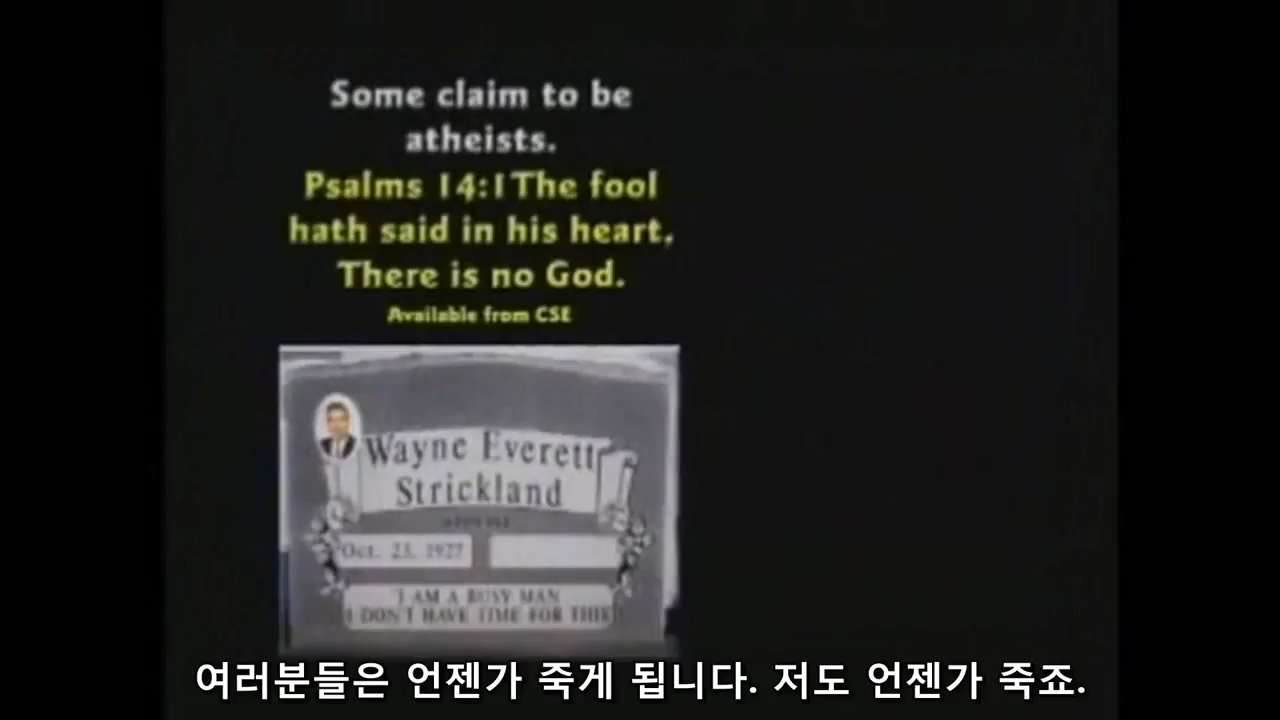 Some claim to be
atheists.
Psalms 14:1 The fool
hath said in his heart,
There is no God.
Available from CSE
Wayne Everett
Strickland
Oct. 23, 1927
"I AM A BUSY MAN
I DON'T HAVE TIME FOR THIS
여러분들은 언젠가 죽게 됩니다. 저도 언젠가 죽죠.